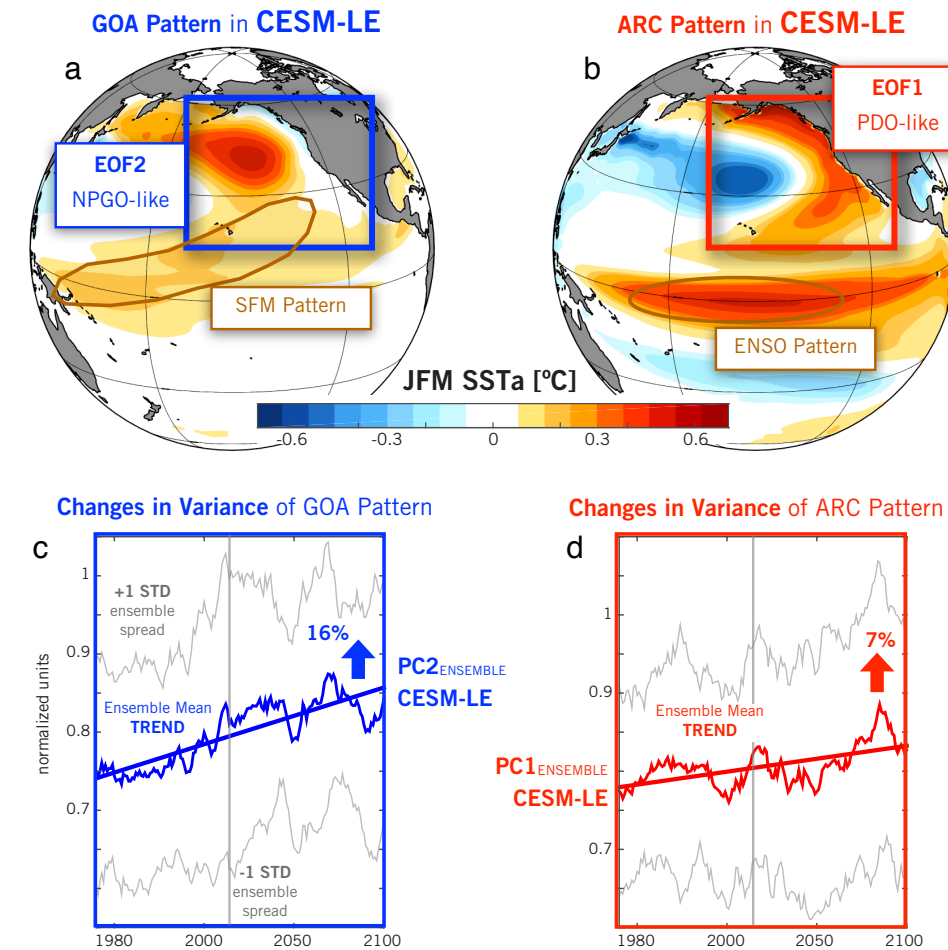 GOA Pattern in CESM-LE
ARC Pattern in CESM-LE
a
b
EOF1
PDO-like
EOF2
NPGO-like
SFM Pattern
ENSO Pattern
JFM SSTa [ºC]
-0.6 -0.3 0 0.3 0.6
Changes in Variance of GOA Pattern
Changes in Variance of ARC Pattern
c
d
normalized units
1
0.9
0.8
0.7
+1 STD
ensemble
spread
16%
PC2ENSEMBLE
CESM-LE
Ensemble Mean
TREND
-1 STD
ensemble
spread
1980 2000 2050 2100
1
0.9
0.7
7%
Ensemble Mean
TREND
PC1ENSEMBLE
CESM-LE
1980 2000 2050 2100